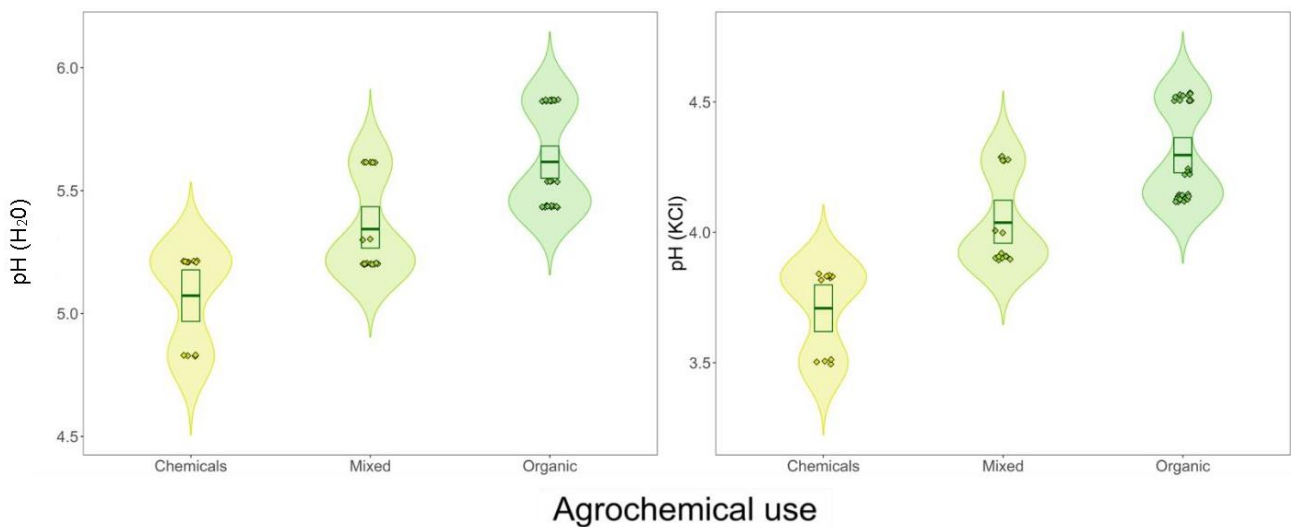 pH (H₂0)
6.0
5.5
5.0
4.5
Chemicals Mixed Organic
pH (KCl)
4.5
4.0
3.5
Chemicals Mixed Organic
Agrochemical use